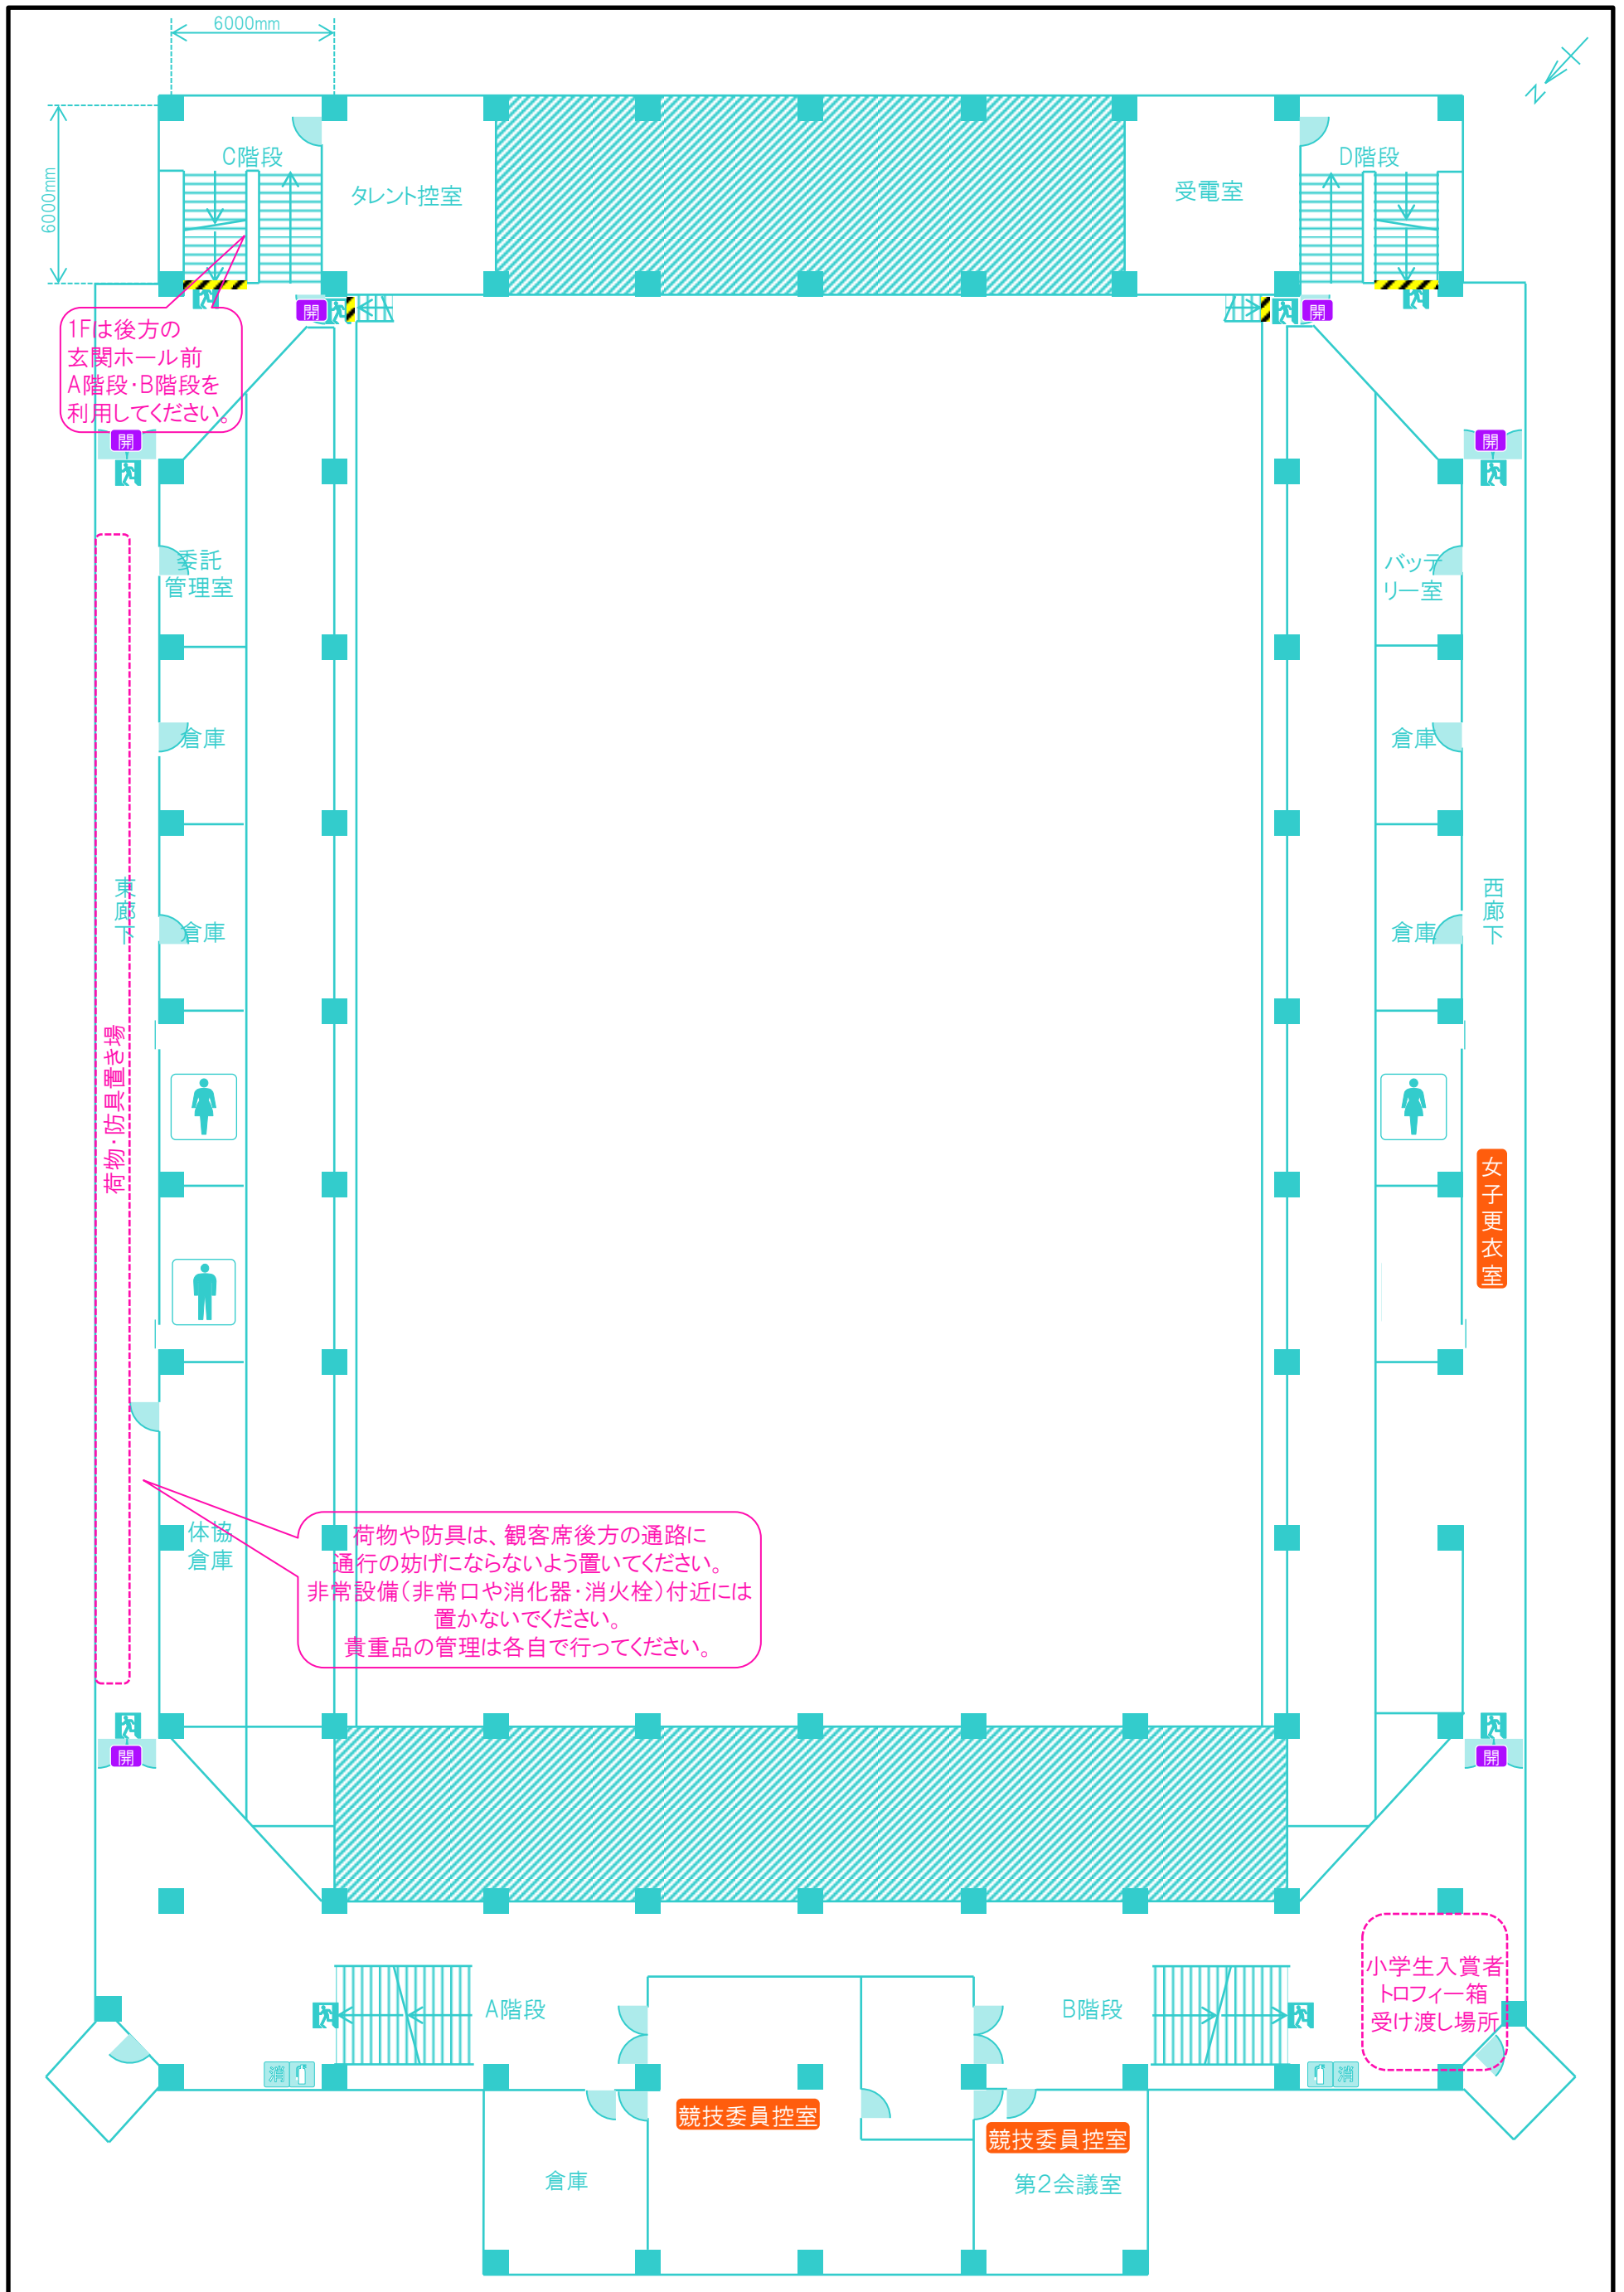 6000mm
N
6000mm
C階段
D階段
タレント控室
受電室
開
開
1Fは後方の
玄関ホール前
A階段・B階段を
利用してください。
開
開
委託
管理室
バッテ
リー室
倉庫
倉庫
東廊下
倉庫
倉庫
西廊下
荷物・防具置き場
女子更衣室
体協
倉庫
荷物や防具は、観客席後方の通路に
通行の妨げにならないよう置いてください。
非常設備（非常口や消化器・消火栓）付近には
置かないでください。
貴重品の管理は各自で行ってください。
開
開
小学生入賞者
トロフィー箱
受け渡し場所
A階段
B階段
消
消
競技委員控室
競技委員控室
倉庫
第2会議室